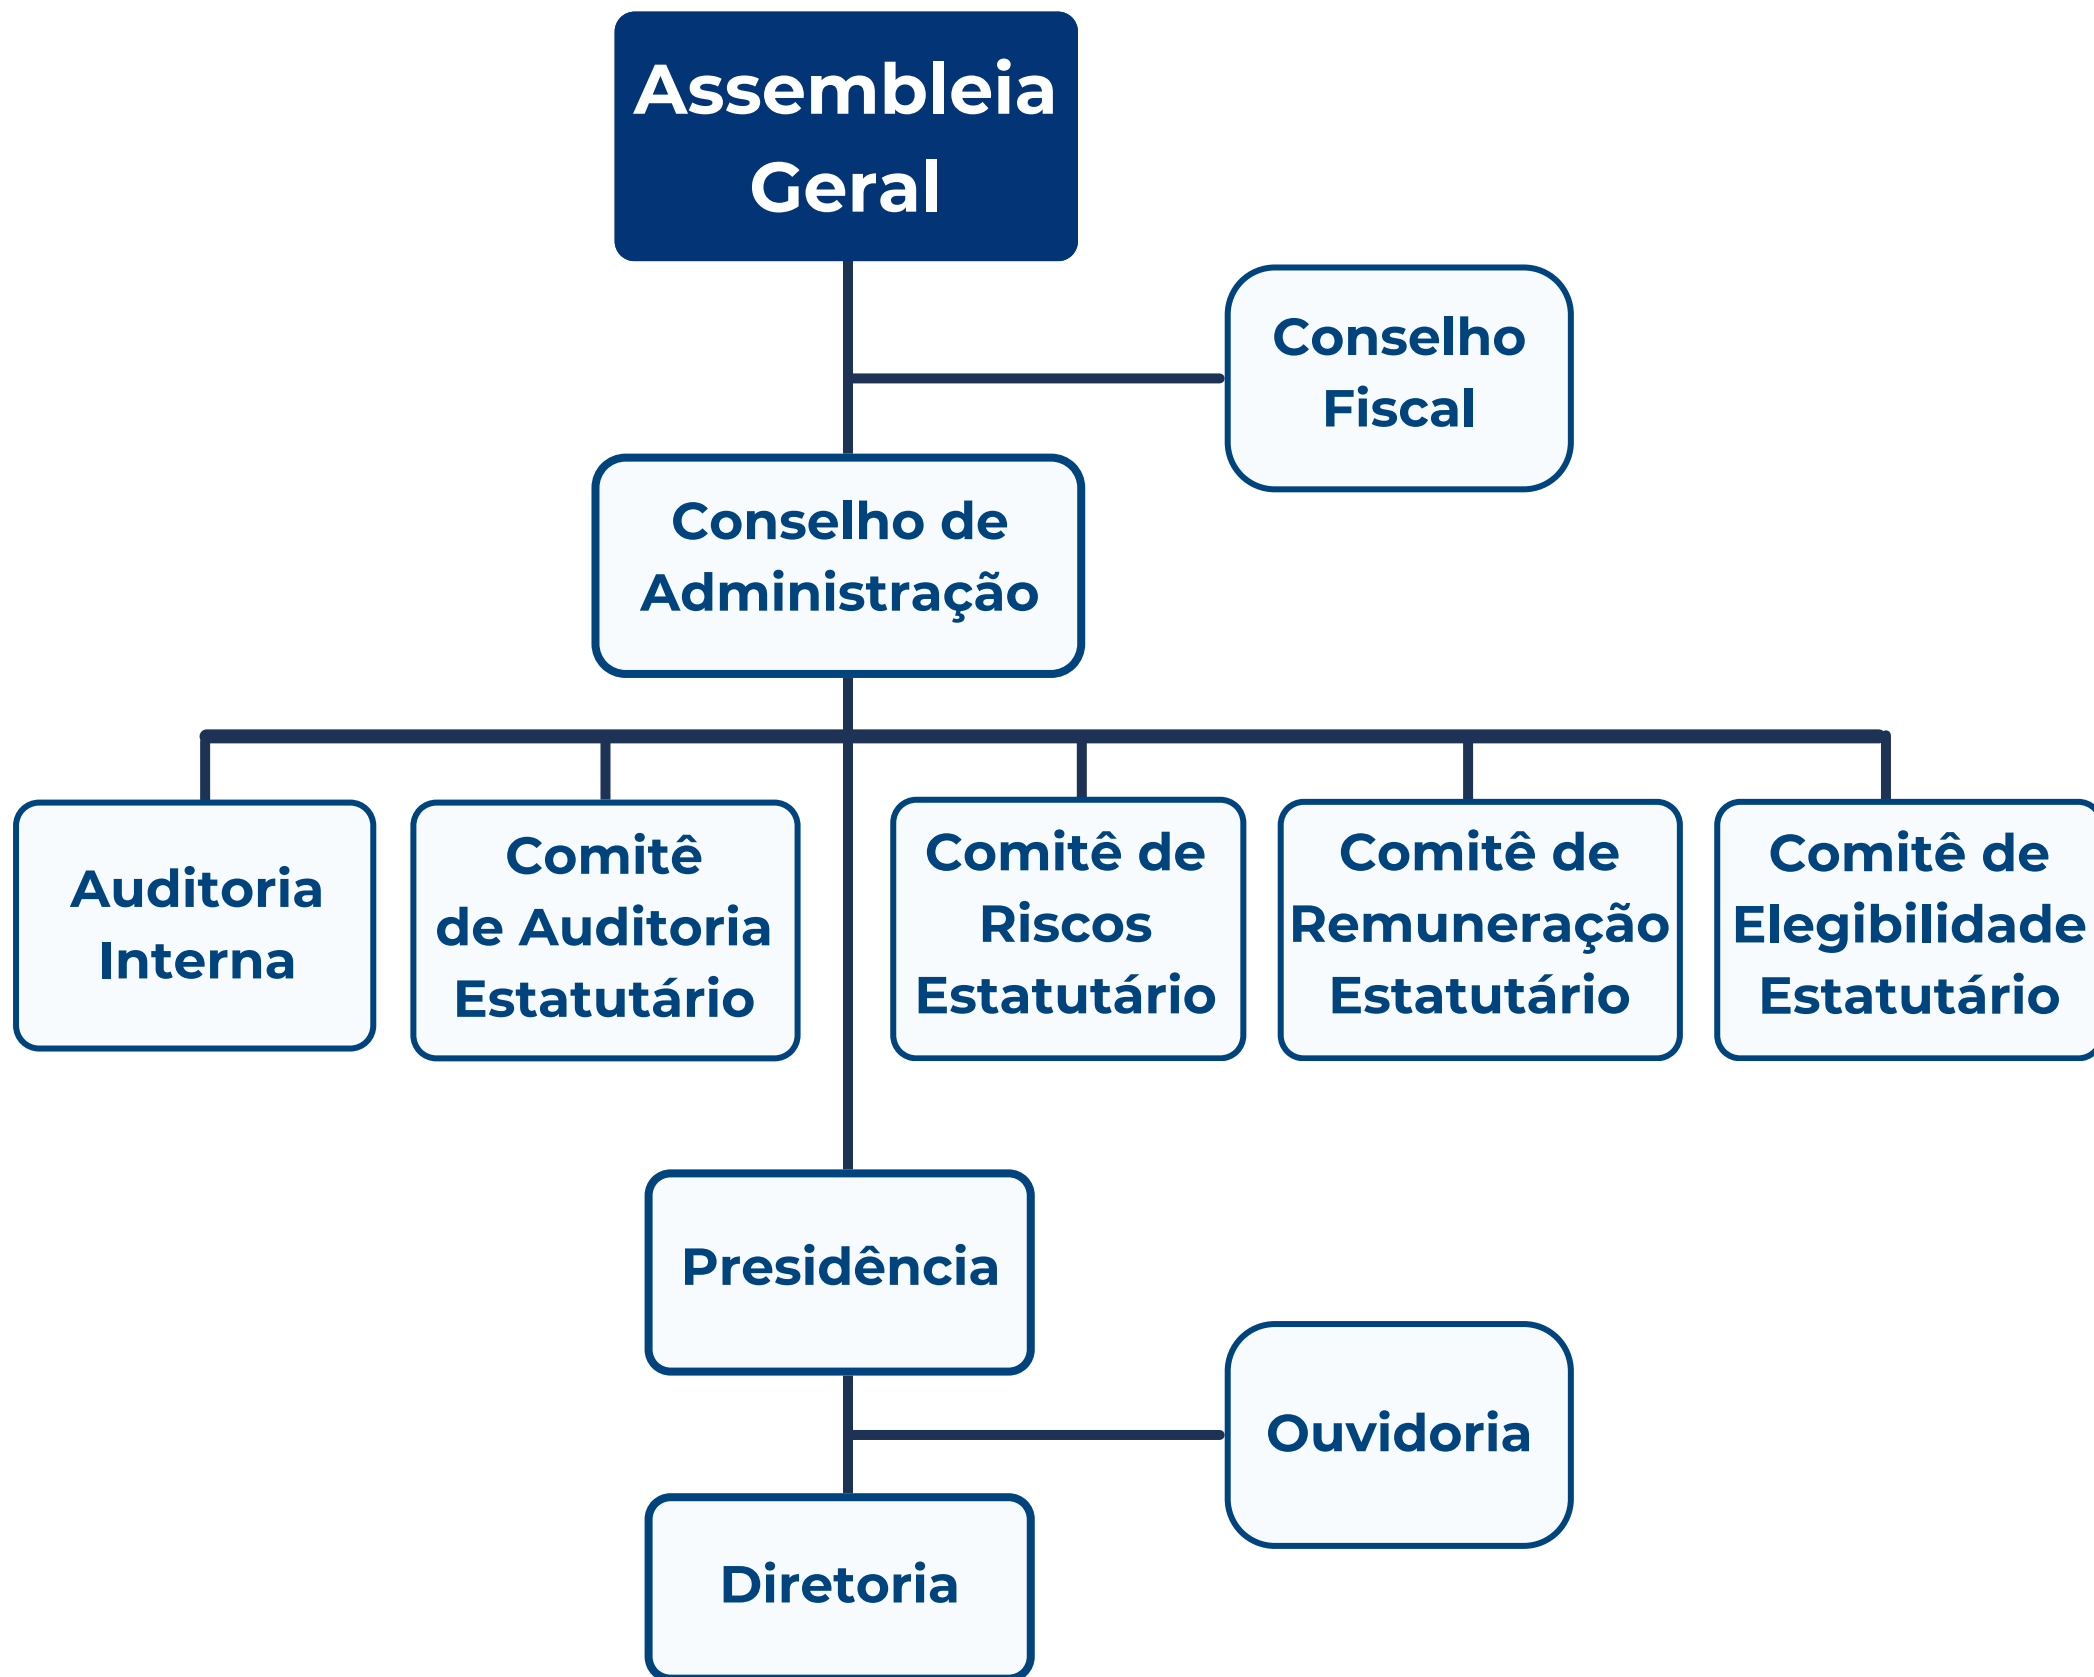 Assembleia
Geral
Conselho
Fiscal
Conselho de
Administração
Auditoria
Interna
Comitê
de Auditoria
Estatutário
Comitê de
Riscos
Estatutário
Comitê de
Remuneração
Estatutário
Comitê de
Elegibilidade
Estatutário
Presidência
Ouvidoria
Diretoria